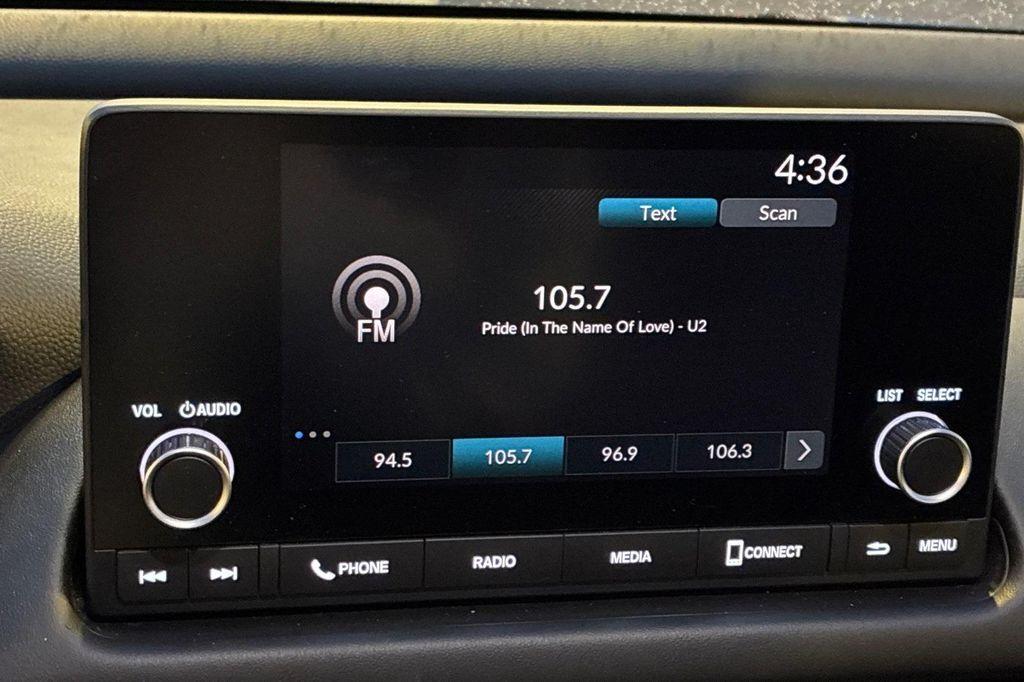 4:36
Text Scan
105.7
FM
Pride (In The Name Of Love) - U2
VOL AUDIO
LIST SELECT
94.5 105.7 96.9 106.3
PHONE RADIO MEDIA CONNECT MENU